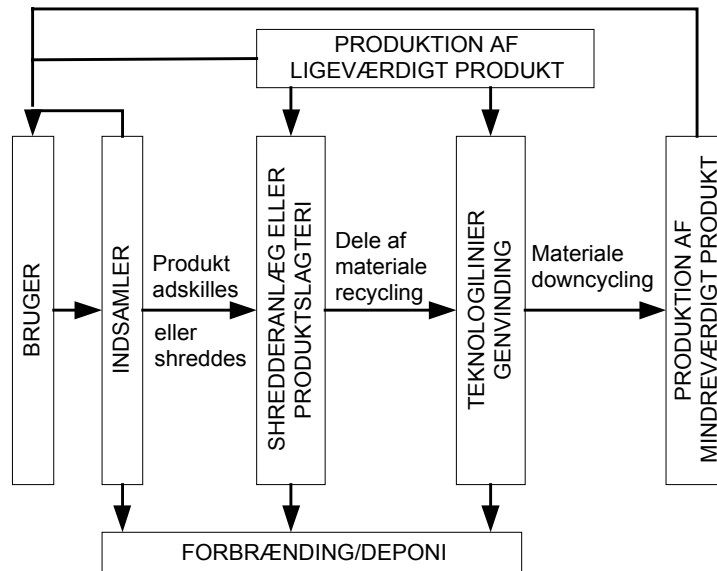 PRODUKTION AF
LIGEVÆRDIGT PRODUKT
BRUGER
INDSAMLER
Produkt
adskilles
eller
shreddes
SHREDDERANLÆG ELLER
PRODUKTSLAGTERI
Dele af
materiale
recycling
TEKNOLOGILINIER
GENVINDING
Materiale
downcycling
PRODUKTION AF
MINDREVÆRDIGT PRODUKT
FORBRÆNDING/DEPONI